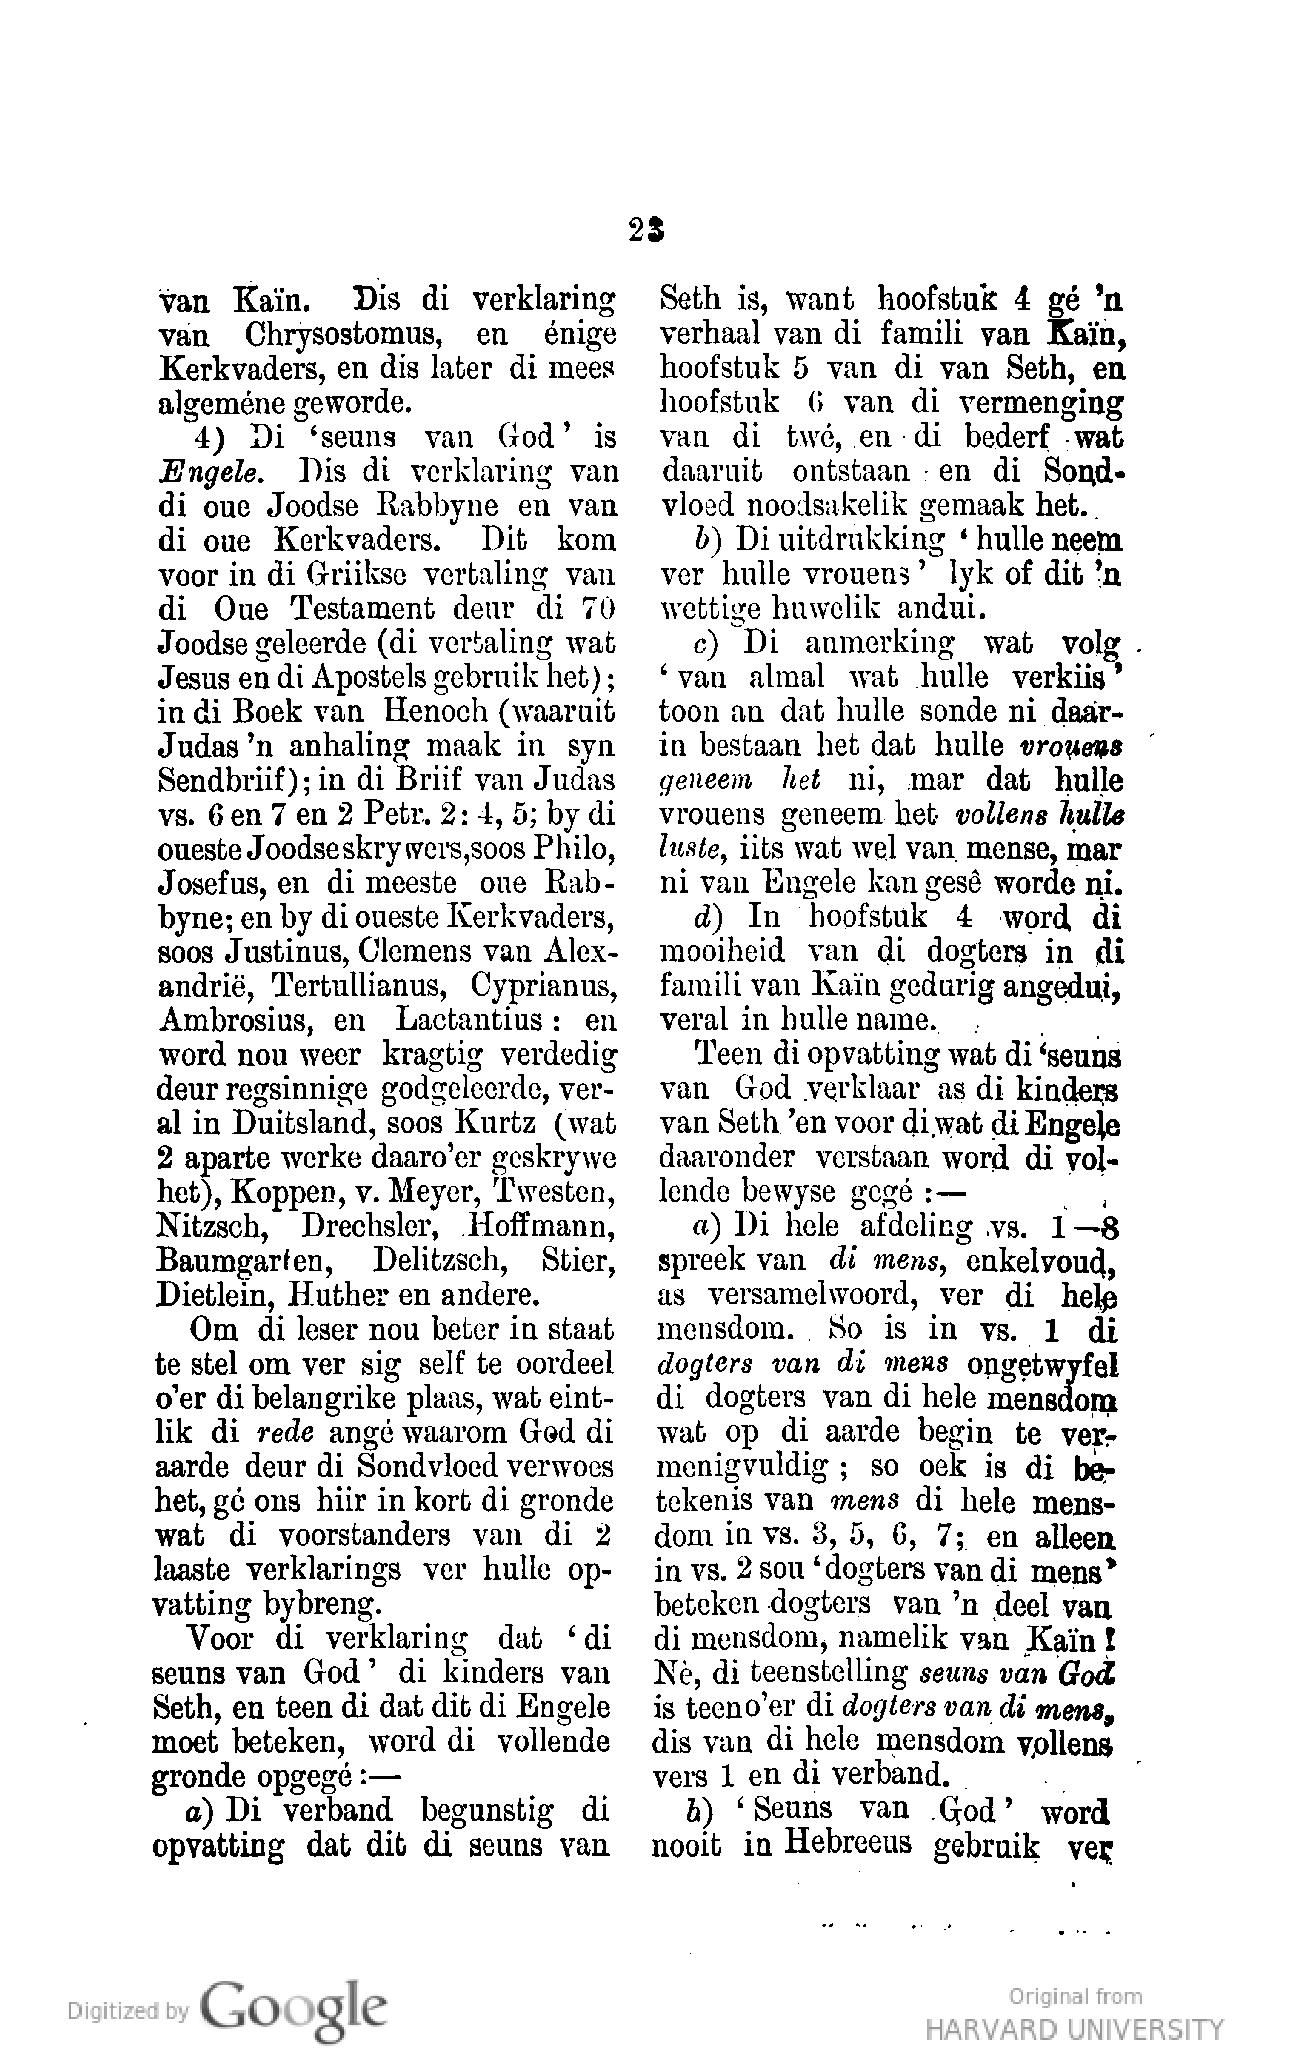 23
van Kaïn. Dis di verklaring
van Chrysostomus, en énige
Kerkvaders, en dis later di mees
algeméne geworde.
4) Di ‘seuns van God’ is
Engele. Dis di verklaring van
di oue Joodse Rabbyne en van
di oue Kerkvaders. Dit kom
voor in di Griikse vertaling van
di Oue Testament deur di 70
Joodse geleerde (di vertaling wat
Jesus en di Apostels gebruik het);
in di Boek van Henoch (waaruit
Judas ’n anhaling maak in syn
Sendbriif); in di Briif van Judas
vs. 6 en 7 en 2 Petr. 2: 4, 5; by di
oueste Joodse skrywers, soos Philo,
Josefus, en di meeste oue Rab-
byne; en by di oueste Kerkvaders,
soos Justinus, Clemens van Alex-
andrië, Tertullianus, Cyprianus,
Ambrosius, en Lactantius : en
word nou weer kragtig verdedig
deur regsinnige godgeleerde, ver-
al in Duitsland, soos Kurtz (wat
2 aparte werke daaro’er geskrywe
het), Koppen, v. Meyer, Twesten,
Nitzsch, Drechsler, Hoffmann,
Baumgarten, Delitzsch, Stier,
Dietlein, Huther en andere.
Om di leser nou beter in staat
te stel om ver sig self te oordeel
o’er di belangrike plaas, wat eint-
lik di rede angé waarom God di
aarde deur di Sondvloed verwoes
het, gé ons hiir in kort di gronde
wat di voorstanders van di 2
laaste verklarings ver hulle op-
vatting bybreng.
Voor di verklaring dat ‘di
seuns van God’ di kinders van
Seth, en teen di dat dit di Engele
moet beteken, word di vollende
gronde opgegé :—
a) Di verband begunstig di
opvatting dat dit di seuns van
Seth is, want hoofstuk 4 gé ’n
verhaal van di famili van Kaïn,
hoofstuk 5 van di van Seth, en
hoofstuk 6 van di vermenging
van di twé, en di bederf wat
daaruit ontstaan en di Sond-
vloed noodsakelik gemaak het.
b) Di uitdrukking ‘hulle neem
ver hulle vrouens’ lyk of dit ’n
wettige huwelik andui.
c) Di anmerking wat volg
‘van almal wat hulle verkiis’
toon an dat hulle sonde ni daar-
in bestaan het dat hulle vrouens
geneem het ni, mar dat hulle
vrouens geneem het vollens hulle
luste, iits wat wel van mense, mar
ni van Engele kan gesê worde ni.
d) In hoofstuk 4 word di
mooiheid van di dogters in di
famili van Kaïn gedurig angedui,
veral in hulle name.
Teen di opvatting wat di ‘seuns
van God verklaar as di kinders
van Seth ’en voor di wat di Engele
daaronder verstaan word di vol-
lende bewyse gegé :—
a) Di hele afdeling vs. 1—8
spreek van di mens, enkelvoud,
as versamelwoord, ver di hele
mensdom. So is in vs. 1 di
dogters van di mens ongetwyfel
di dogters van di hele mensdom
wat op di aarde begin te ver-
menigvuldig ; so oek is di be-
tekenis van mens di hele mens-
dom in vs. 3, 5, 6, 7; en alleen
in vs. 2 sou ‘dogters van di mens’
beteken dogters van ’n deel van
di mensdom, namelik van Kaïn !
Nè, di teenstelling seuns van God
is teeno’er di dogters van di mens,
dis van di hele mensdom vollens
vers 1 en di verband.
b) ‘Seuns van God’ word
nooit in Hebreeus gebruik ver
Digitized by Google
Original from
HARVARD UNIVERSITY